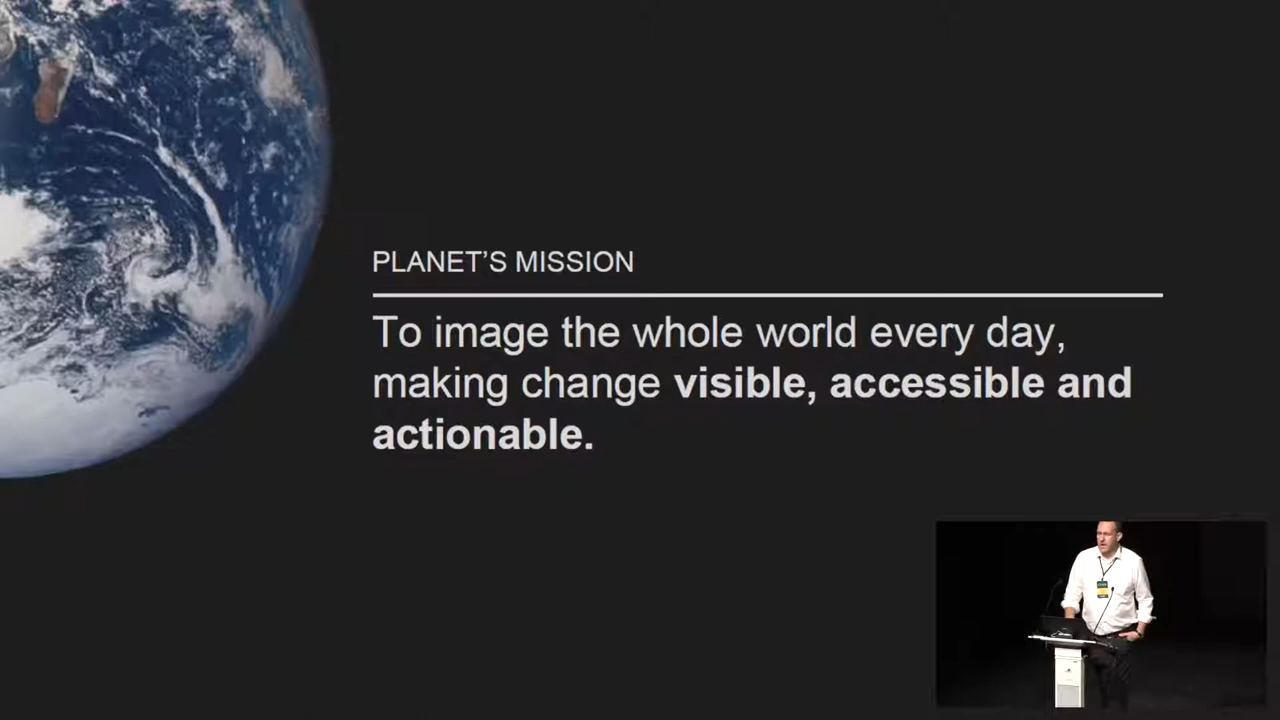 PLANET’S MISSION
To image the whole world every day,
making change visible, accessible and
actionable.